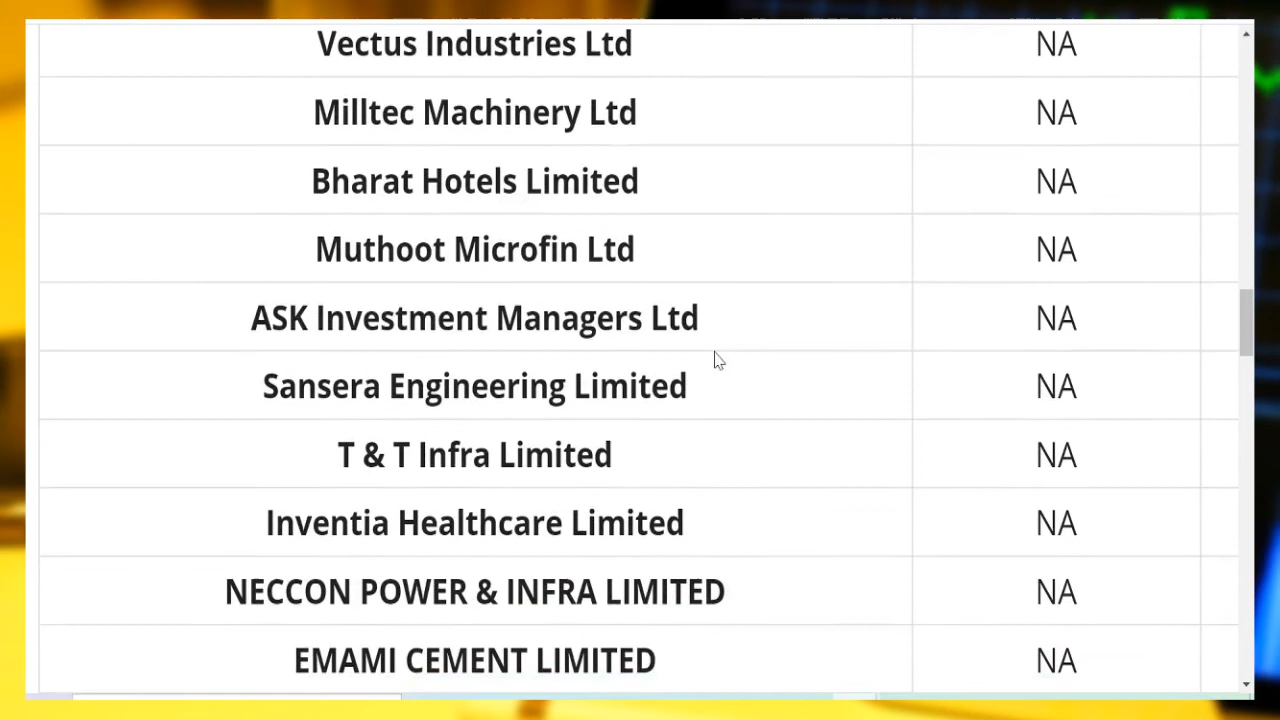 Vectus Industries Ltd NA
Milltec Machinery Ltd NA
Bharat Hotels Limited NA
Muthoot Microfin Ltd NA
ASK Investment Managers Ltd NA
Sansera Engineering Limited NA
T & T Infra Limited NA
Inventia Healthcare Limited NA
NECCON POWER & INFRA LIMITED NA
EMAMI CEMENT LIMITED NA